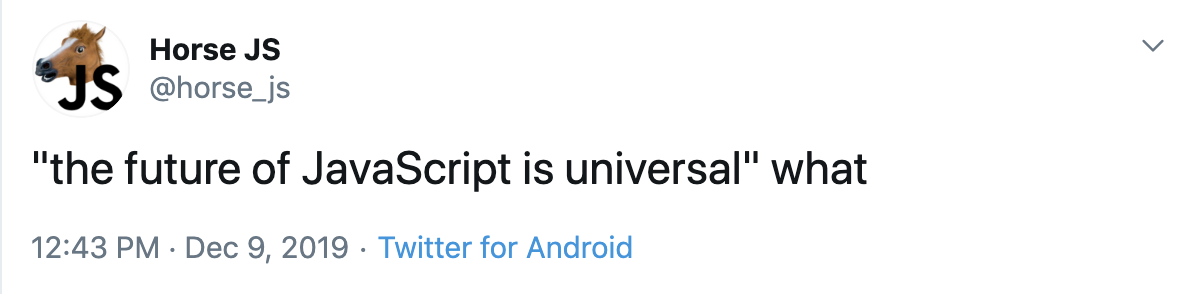 JS
Horse JS
@horse_js
"the future of JavaScript is universal" what
12:43 PM · Dec 9, 2019 · Twitter for Android